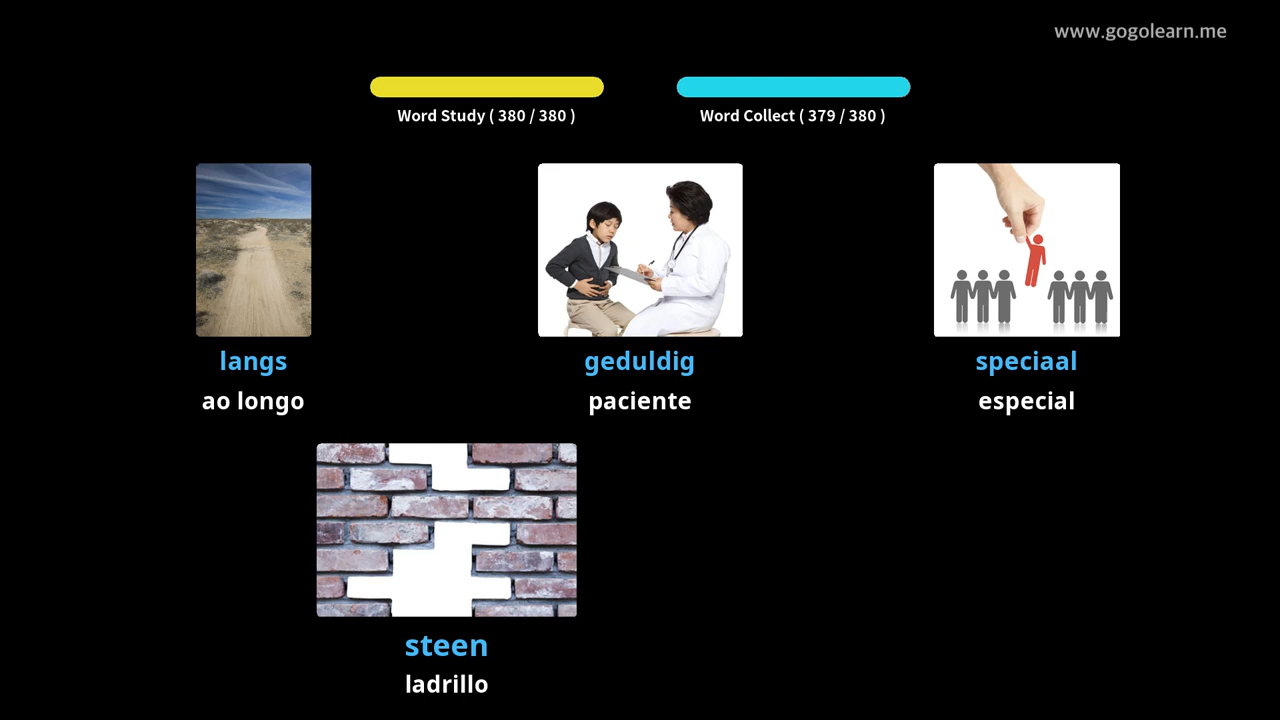 www.gogolearn.me
Word Study ( 380 / 380 )
Word Collect ( 379 / 380 )
langs
ao longo
geduldig
paciente
speciaal
especial
steen
ladrillo